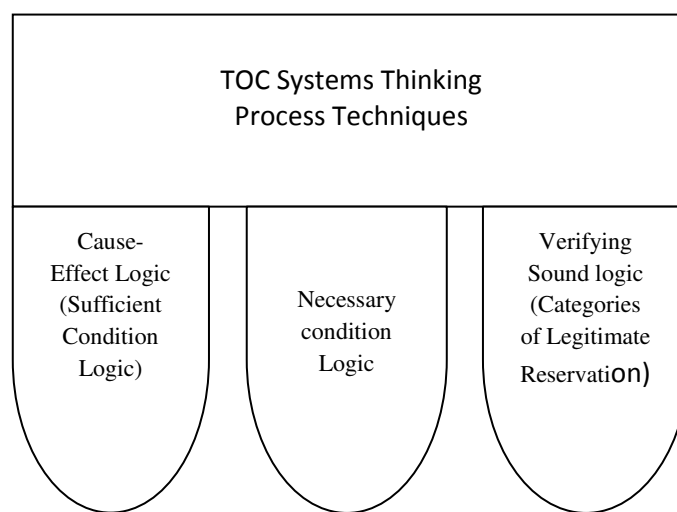 TOC Systems Thinking
Process Techniques
Cause-
Effect Logic
(Sufficient
Condition
Logic)
Necessary
condition
Logic
Verifying
Sound logic
(Categories
of Legitimate
Reservation)